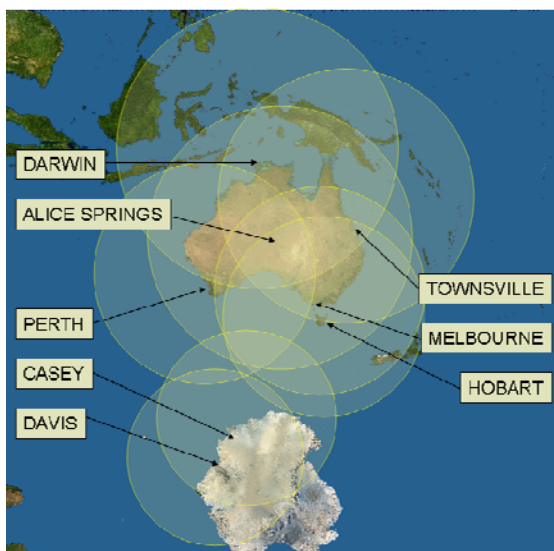 DARWIN
ALICE SPRINGS
TOWNSVILLE
PERTH
MELBOURNE
CASEY
HOBART
DAVIS